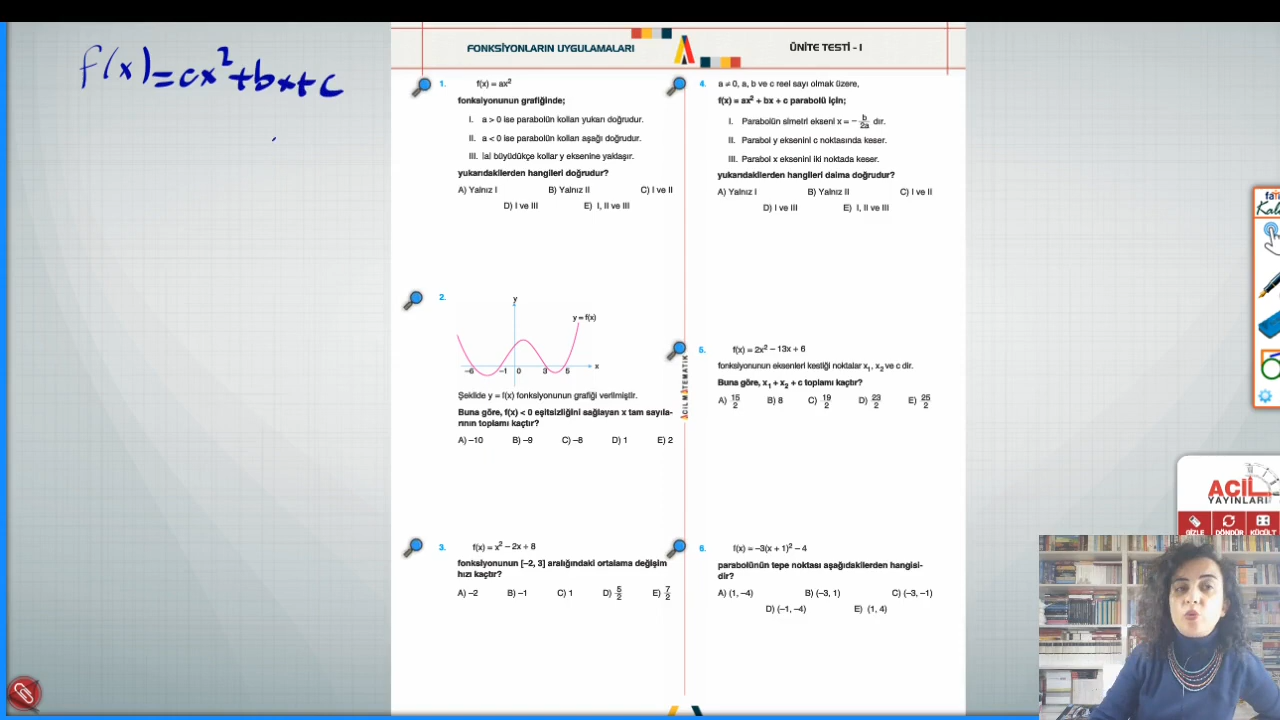 f(x)=ax²+bx+c
FONKSİYONLARIN UYGULAMALARI
ÜNİTE TESTİ - I
1. f(x) = ax²
fonksiyonunun grafiğinde;
I. a > 0 ise parabolün kolları yukarı doğrudur.
II. a < 0 ise parabolün kolları aşağı doğrudur.
III. |a| büyüdükçe kollar y eksenine yaklaşır.
yukarıdakilerden hangileri doğrudur?
A) Yalnız I B) Yalnız II C) I ve II
D) I ve III E) I, II ve III
2.
y
y = f(x)
–6 –1 0 3 5 x
Şekilde y = f(x) fonksiyonunun grafiği verilmiştir.
Buna göre, f(x) < 0 eşitsizliğini sağlayan x tam sayıla-
rının toplamı kaçtır?
A) –10 B) –9 C) –8 D) 1 E) 2
3. f(x) = x² – 2x + 8
fonksiyonunun [–2, 3] aralığındaki ortalama değişim
hızı kaçtır?
A) –2 B) –1 C) 1 D) 5/2 E) 7/2
ACİL MATEMATİK
4. a ≠ 0, a, b ve c reel sayı olmak üzere,
f(x) = ax² + bx + c parabolü için;
I. Parabolün simetri ekseni x = – b/2a dır.
II. Parabol y eksenini c noktasında keser.
III. Parabol x eksenini iki noktada keser.
yukarıdakilerden hangileri daima doğrudur?
A) Yalnız I B) Yalnız II C) I ve II
D) I ve III E) I, II ve III
5. f(x) = 2x² – 13x + 6
fonksiyonunun eksenleri kestiği noktalar x₁, x₂ ve c dir.
Buna göre, x₁ + x₂ + c toplamı kaçtır?
A) 15/2 B) 8 C) 19/2 D) 23/2 E) 25/2
6. f(x) = –3(x + 1)² – 4
parabolünün tepe noktası aşağıdakilerden hangisi-
dir?
A) (1, –4) B) (–3, 1) C) (–3, –1)
D) (–1, –4) E) (1, 4)
ACİL
YAYINLARI
GİZLE DÖNDÜR KÜÇÜLT